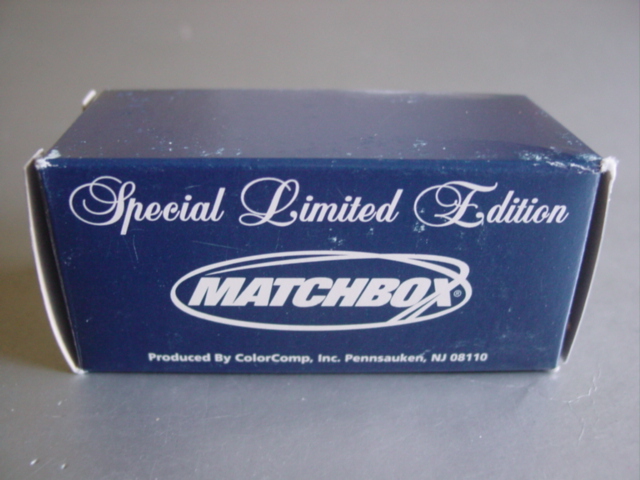 Special Limited Edition
MATCHBOX®
Produced By ColorComp, Inc. Pennsauken, NJ 08110